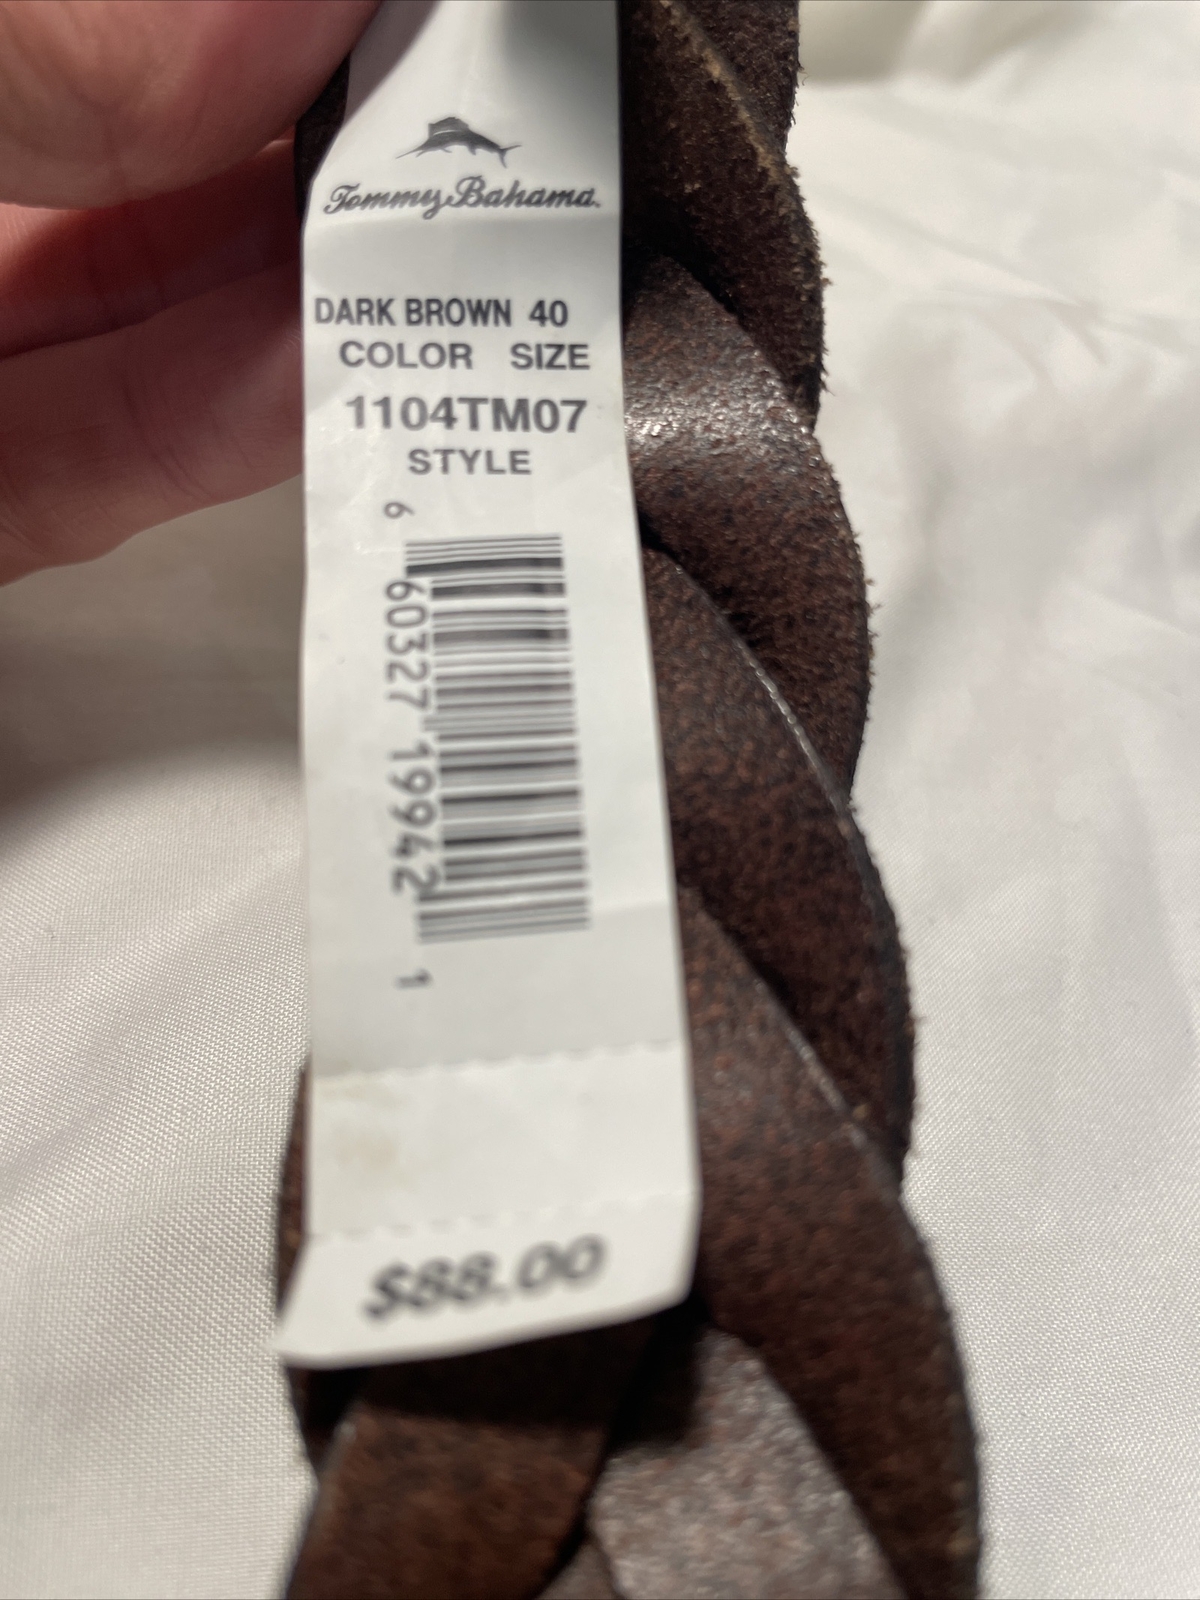 Tommy Bahama.
DARK BROWN 40
COLOR SIZE
1104TM07
STYLE
6 60327 19942 1
$88.00